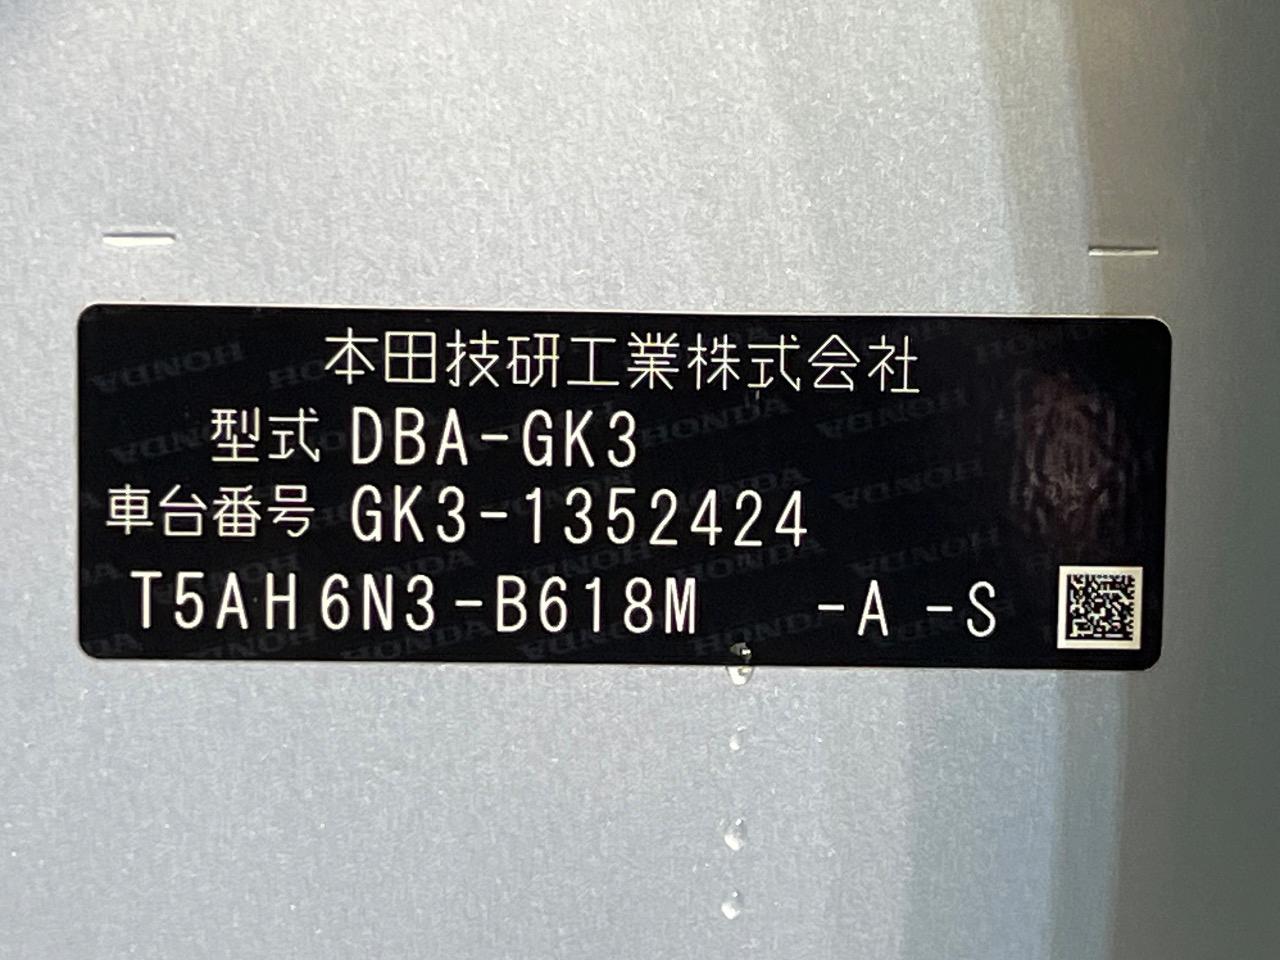 本田技研工業株式会社
型式 DBA-GK3
車台番号 GK3-1352424
T5AH6N3-B618M -A -S